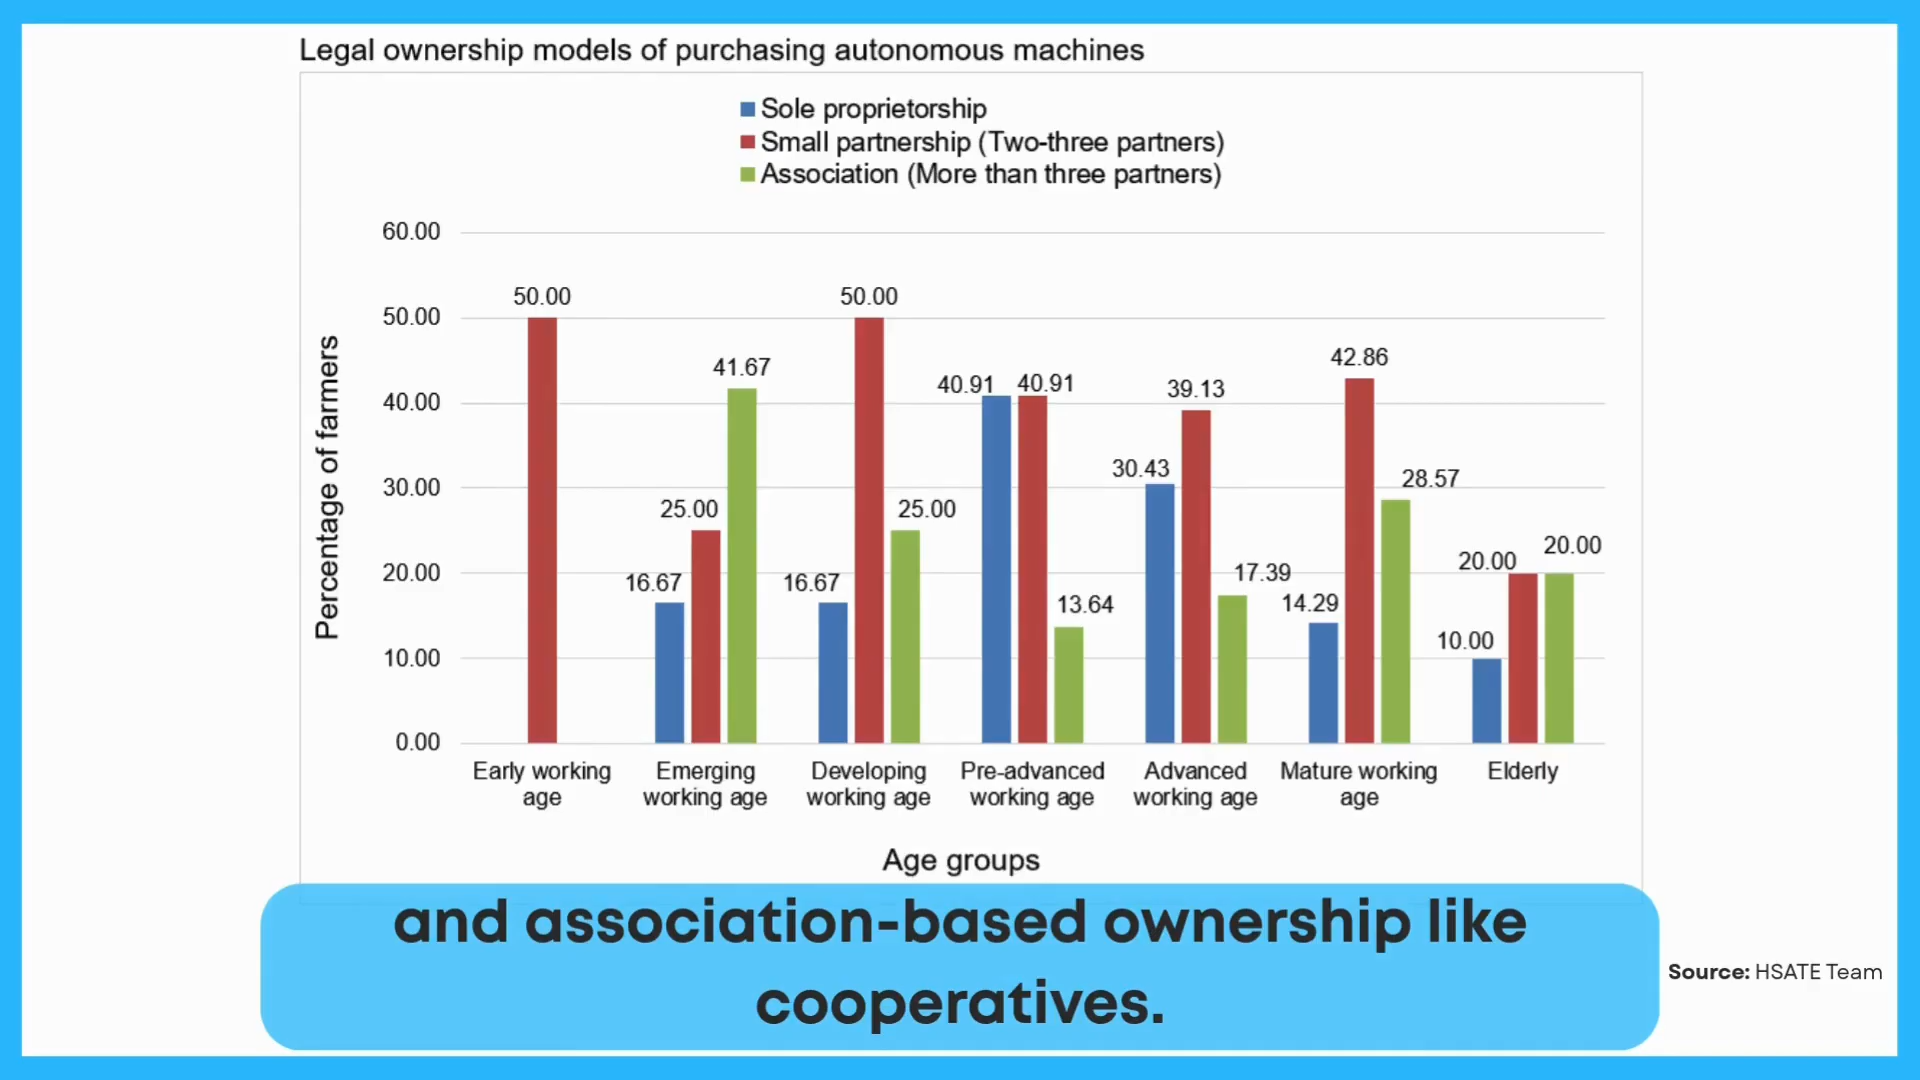 Legal ownership models of purchasing autonomous machines
Sole proprietorship
Small partnership (Two-three partners)
Association (More than three partners)
Percentage of farmers
60.00
50.00
40.00
30.00
20.00
10.00
0.00
50.00
16.67
25.00
41.67
16.67
50.00
25.00
40.91
40.91
13.64
30.43
39.13
17.39
14.29
42.86
28.57
10.00
20.00
20.00
Early working
age
Emerging
working age
Developing
working age
Pre-advanced
working age
Advanced
working age
Mature working
age
Elderly
Age groups
and association-based ownership like
cooperatives.
Source: HSATE Team